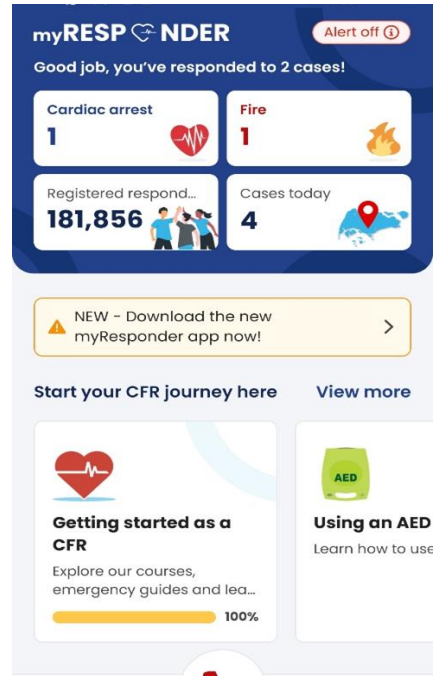 myRESPONDER
Alert off
Good job, you've responded to 2 cases!
Cardiac arrest
1
Fire
1
Registered respond...
181,856
Cases today
4
NEW - Download the new
myResponder app now!
Start your CFR journey here
View more
Getting started as a
CFR
Explore our courses,
emergency guides and lea...
100%
AED
Using an AED
Learn how to use